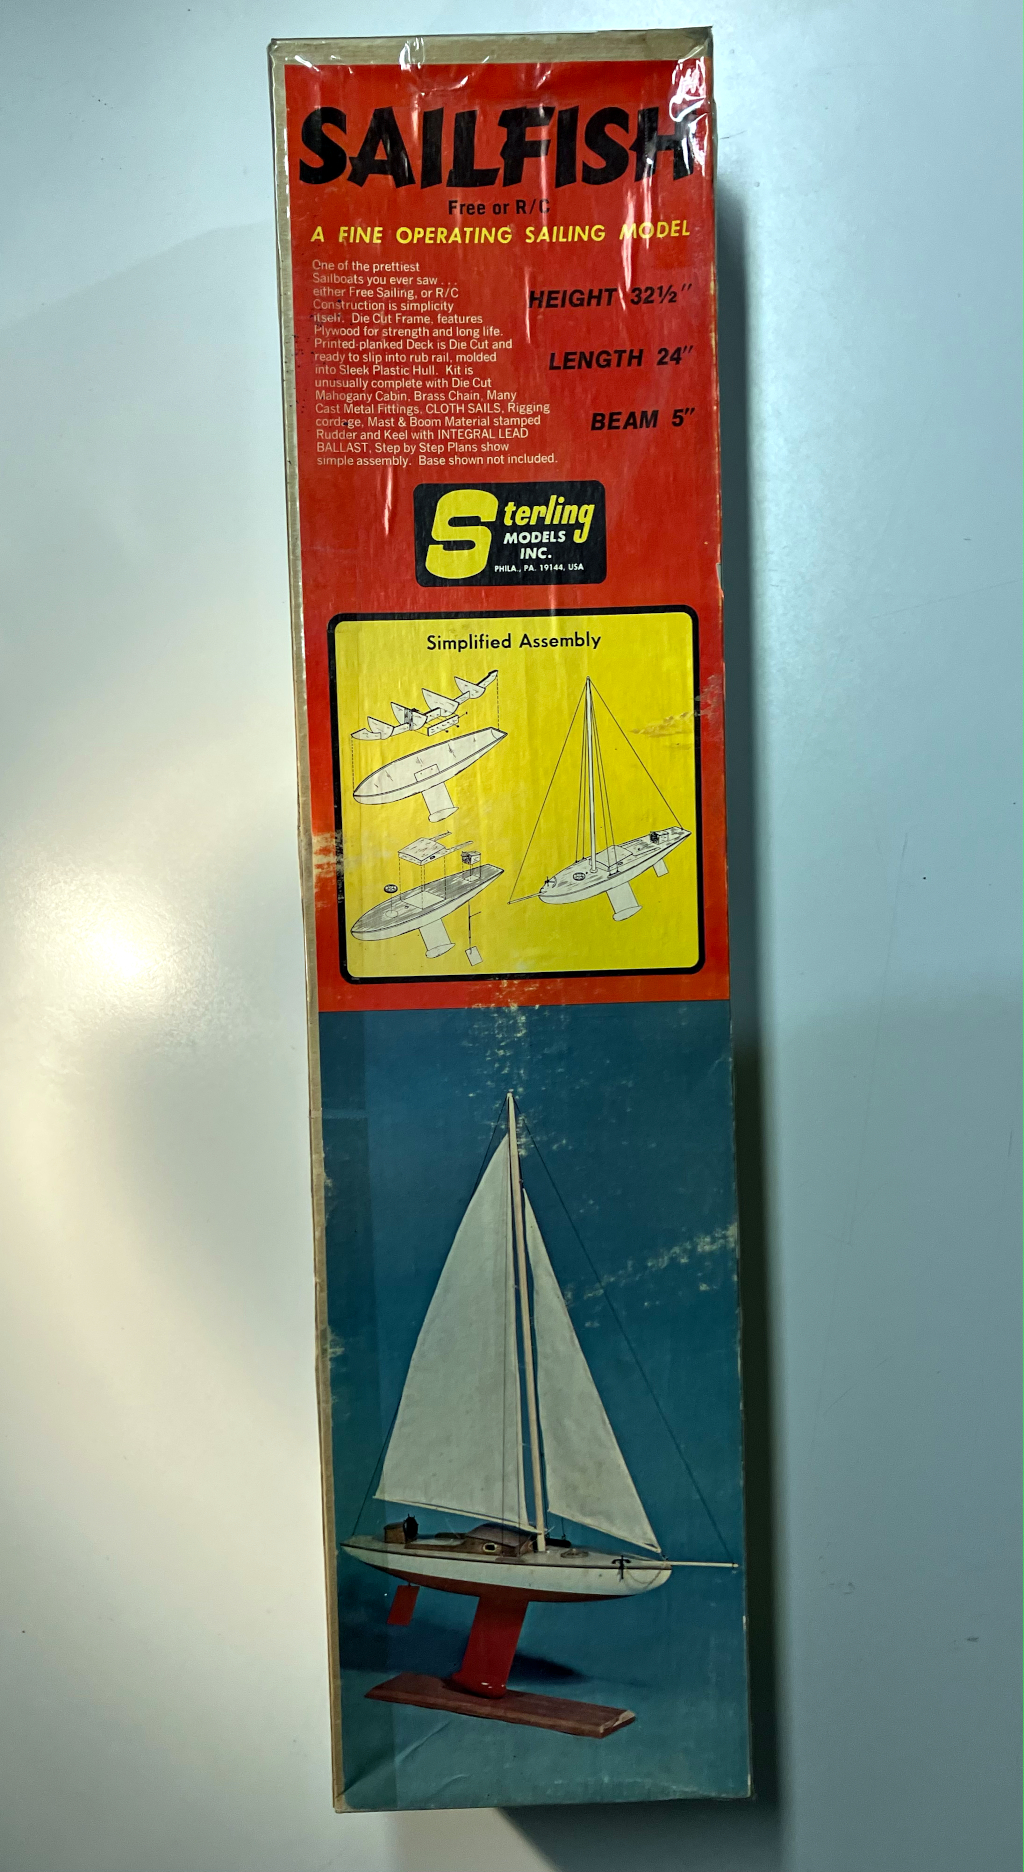 SAILFISH
Free or R/C
A FINE OPERATING SAILING MODEL
One of the prettiest
Sailboats you ever saw . . .
either Free Sailing, or R/C
Construction is simplicity
itself. Die Cut Frame, features
Plywood for strength and long life.
Printed-planked Deck is Die Cut and
ready to slip into rub rail, molded
into Sleek Plastic Hull. Kit is
unusually complete with Die Cut
Mahogany Cabin, Brass Chain, Many
Cast Metal Fittings, CLOTH SAILS, Rigging
cordage, Mast & Boom Material stamped
Rudder and Keel with INTEGRAL LEAD
BALLAST, Step by Step Plans show
simple assembly. Base shown not included.
HEIGHT 32½"
LENGTH 24"
BEAM 5"
Sterling
MODELS
INC.
PHILA., PA. 19144, USA
Simplified Assembly